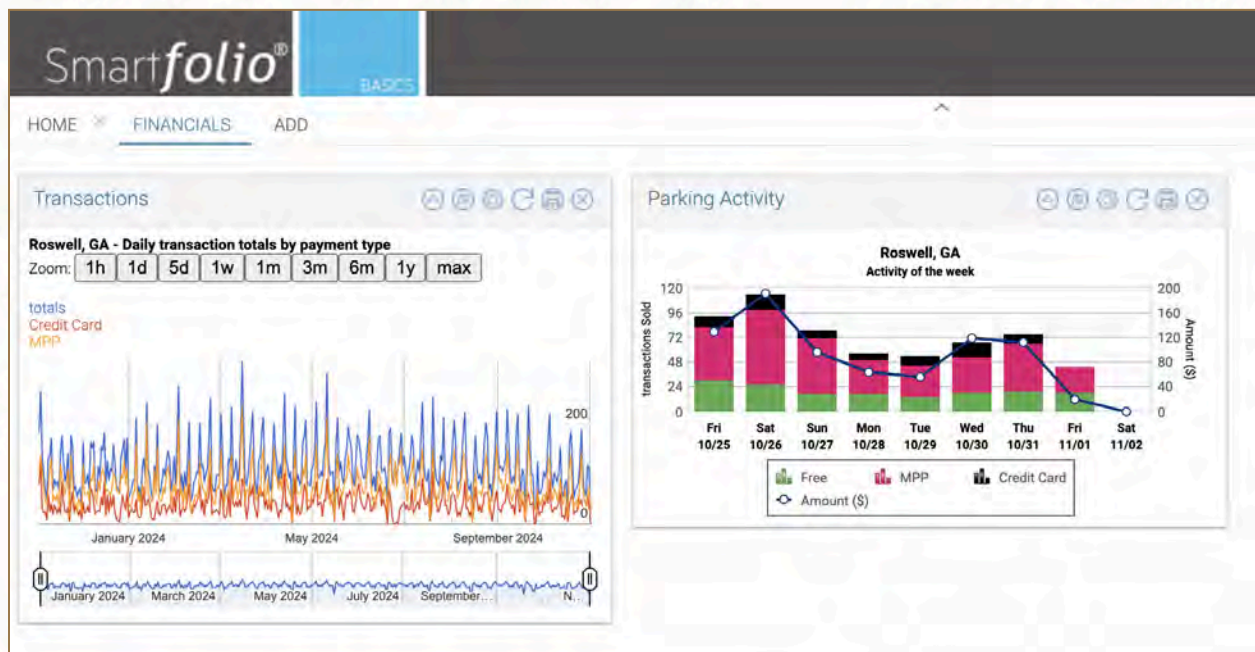 Smartfolio®
BASICS
HOME
FINANCIALS
ADD
Transactions
Roswell, GA - Daily transaction totals by payment type
Zoom: 1h 1d 5d 1w 1m 3m 6m 1y max
totals
Credit Card
MPP
200
0
January 2024 May 2024 September 2024
January 2024 March 2024 May 2024 July 2024 September... N...
Parking Activity
Roswell, GA
Activity of the week
transactions Sold
120
96
72
48
24
0
200
160
120
80
40
0
Amount ($)
Fri Sat Sun Mon Tue Wed Thu Fri Sat
10/25 10/26 10/27 10/28 10/29 10/30 10/31 11/01 11/02
Free MPP Credit Card
Amount ($)